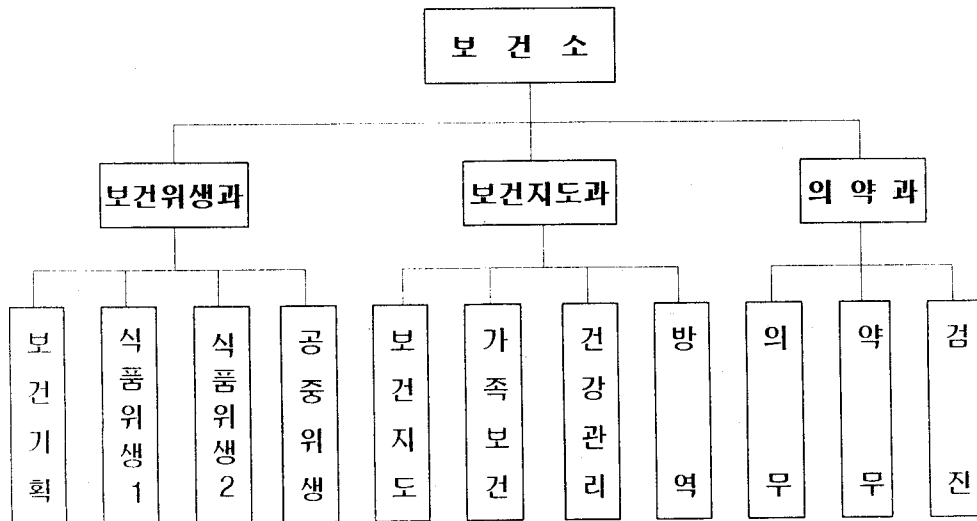 보 건 소
보건위생과
보건지도과
의 약 과
보건기획
식품위생1
식품위생2
공중위생
보건지도
가족보건
건강관리
방역
의무
약무
검진